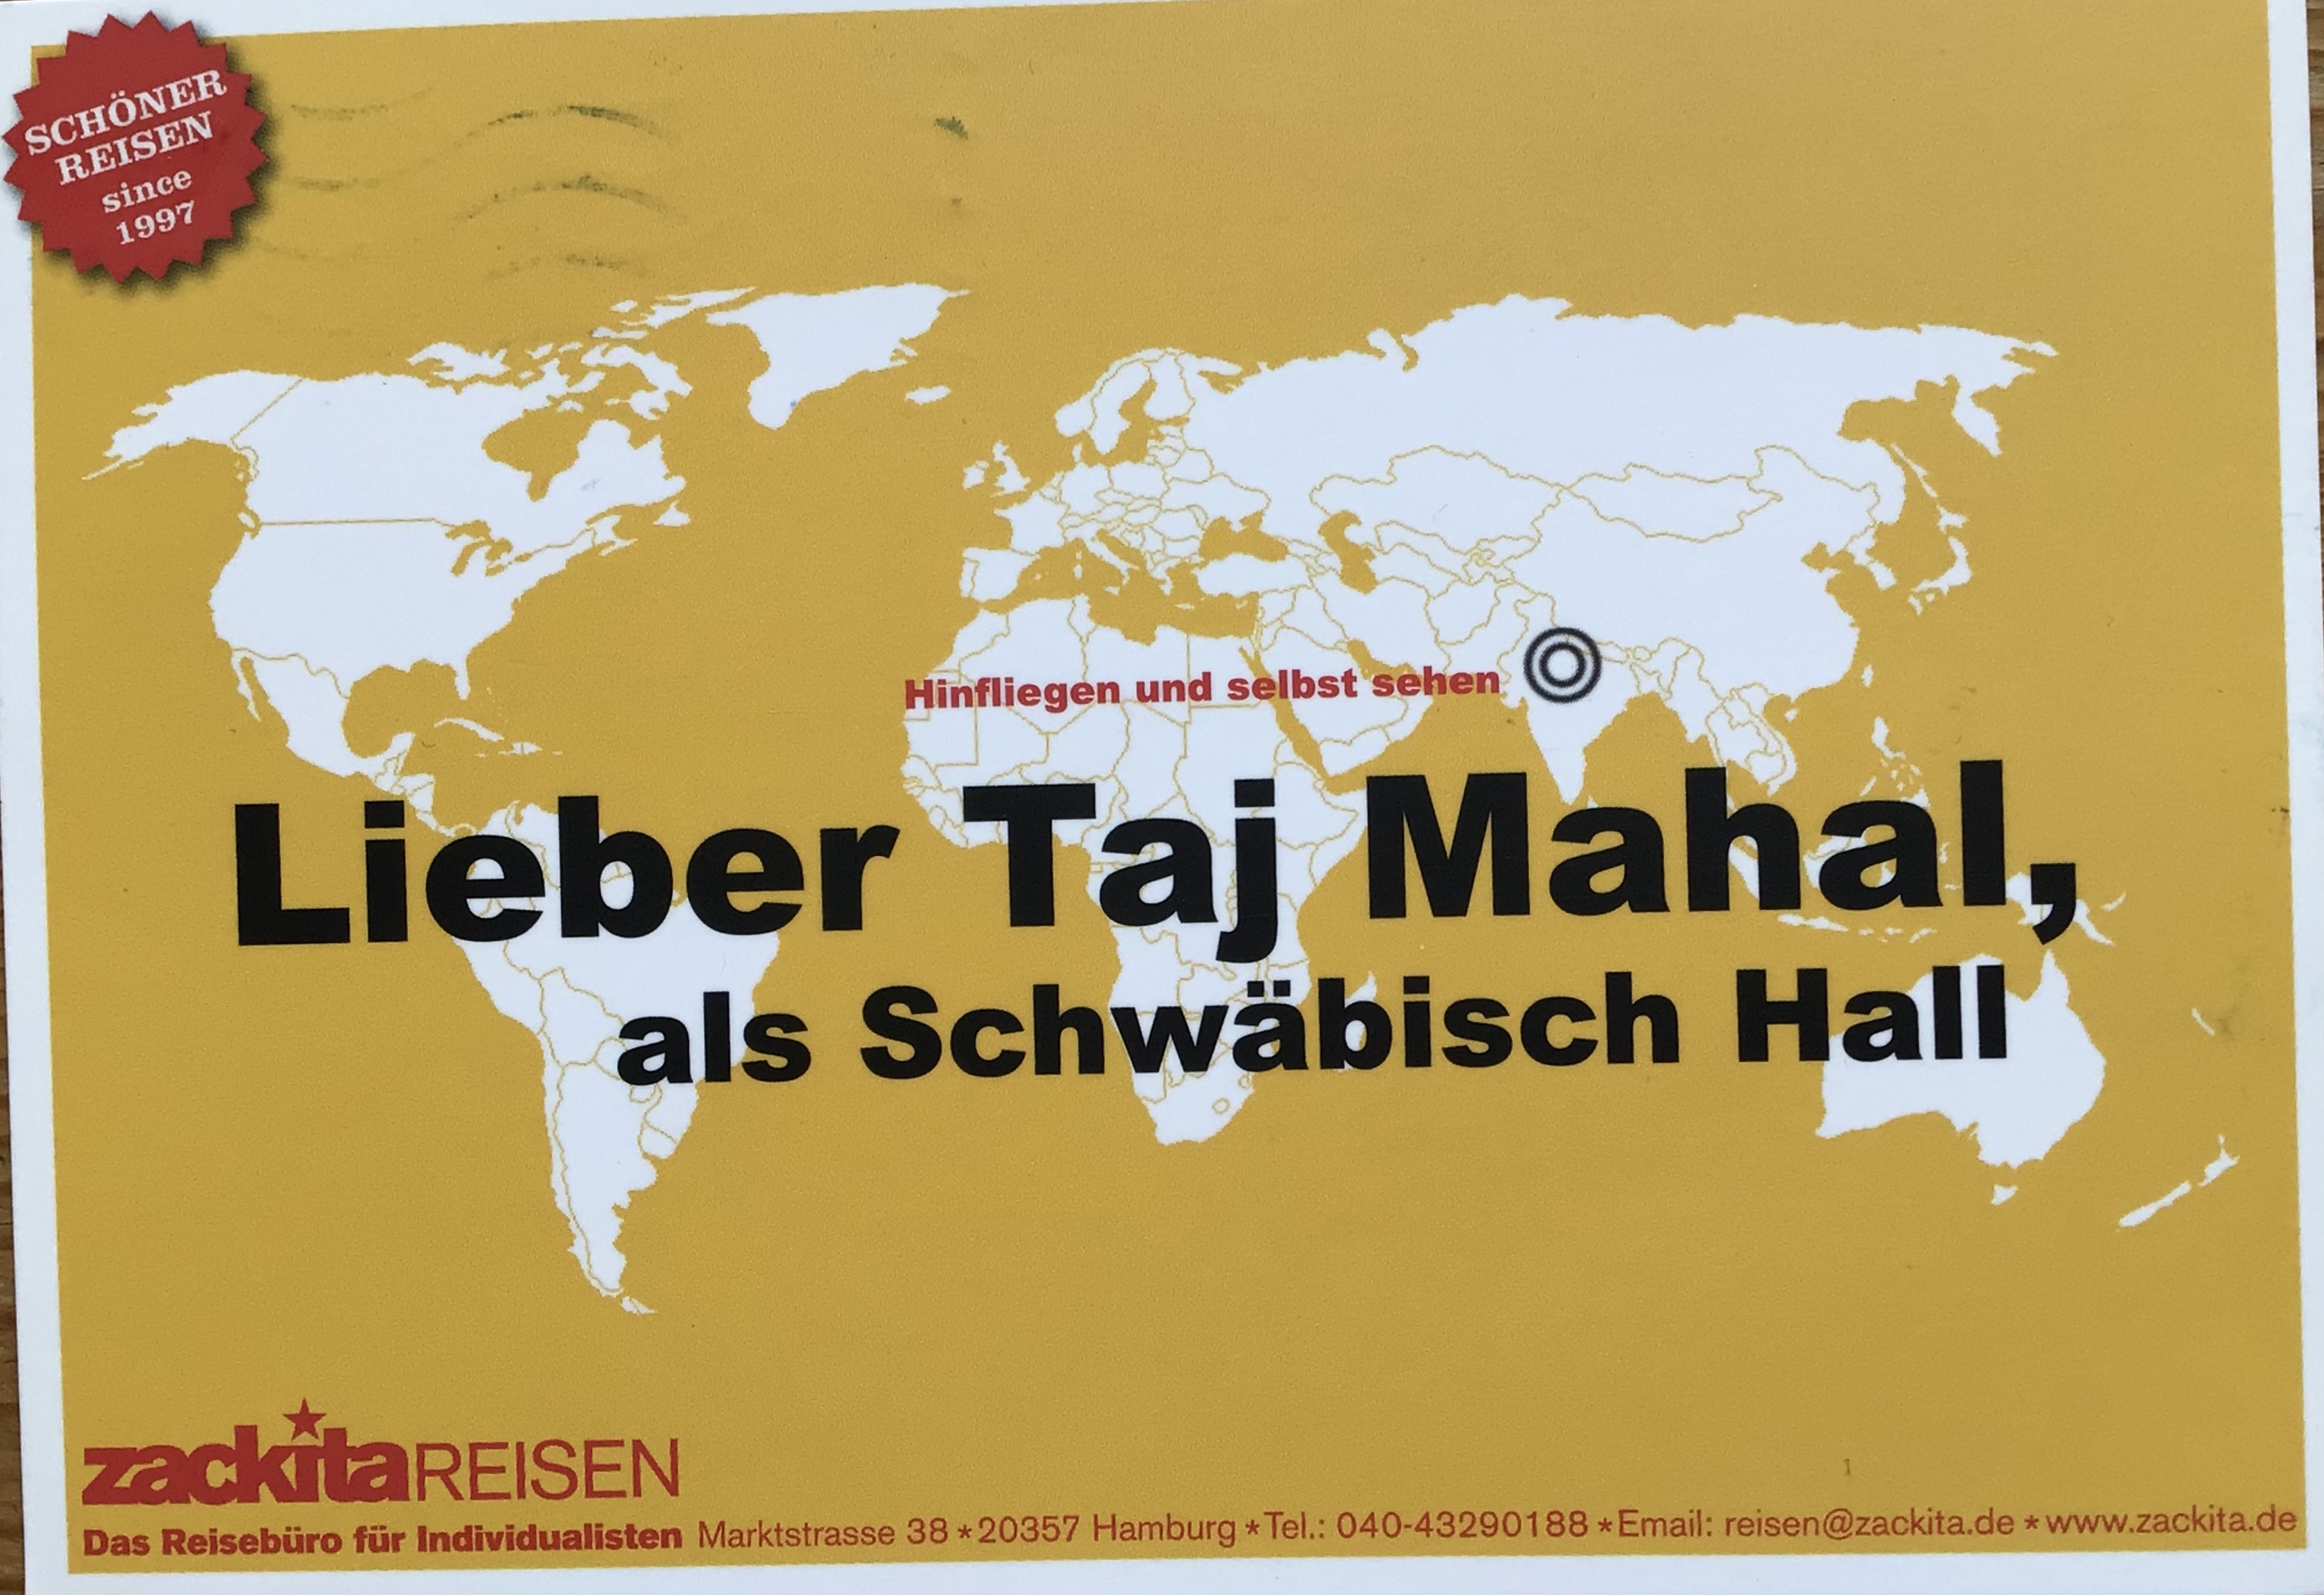 SCHÖNER
REISEN
since
1997
Hinfliegen und selbst sehen
Lieber Taj Mahal,
als Schwäbisch Hall
zackitaREISEN
Das Reisebüro für Individualisten Marktstrasse 38 * 20357 Hamburg * Tel.: 040-43290188 * Email: reisen@zackita.de * www.zackita.de